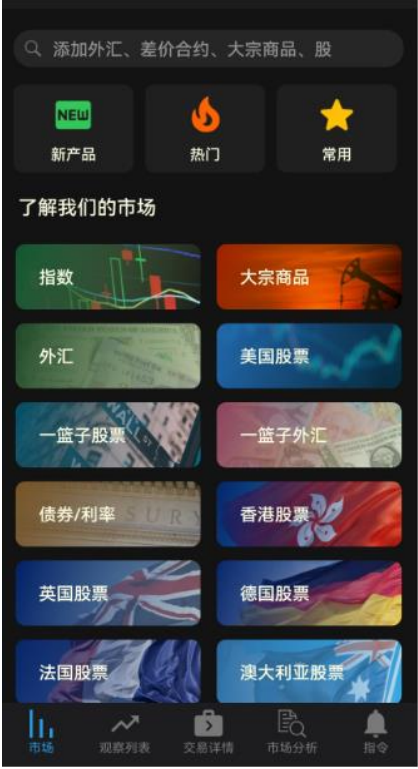 添加外汇、差价合约、大宗商品、股
NEW
新产品 热门 常用
了解我们的市场
指数 大宗商品
外汇 美国股票
一篮子股票 一篮子外汇
WALL ST
债券/利率 香港股票
英国股票 德国股票
法国股票 澳大利亚股票
市场 观察列表 交易详情 市场分析 指令